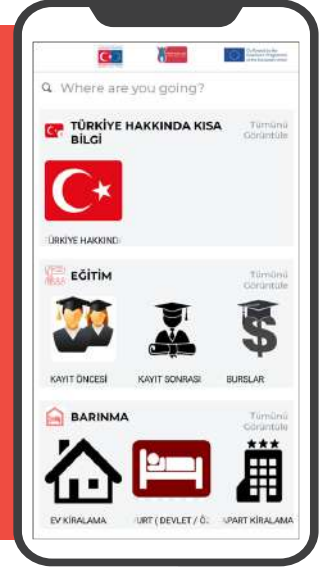 Where are you going?
TÜRKİYE HAKKINDA KISA
BİLGİ
Tümünü
Görüntüle
ÜRKİYE HAKKIND
EĞİTİM
Tümünü
Görüntüle
KAYIT ÖNCESİ
KAYIT SONRASI
BURSLAR
BARINMA
Tümünü
Görüntüle
EV KİRALAMA
URT ( DEVLET / Ö
APART KİRALAMA